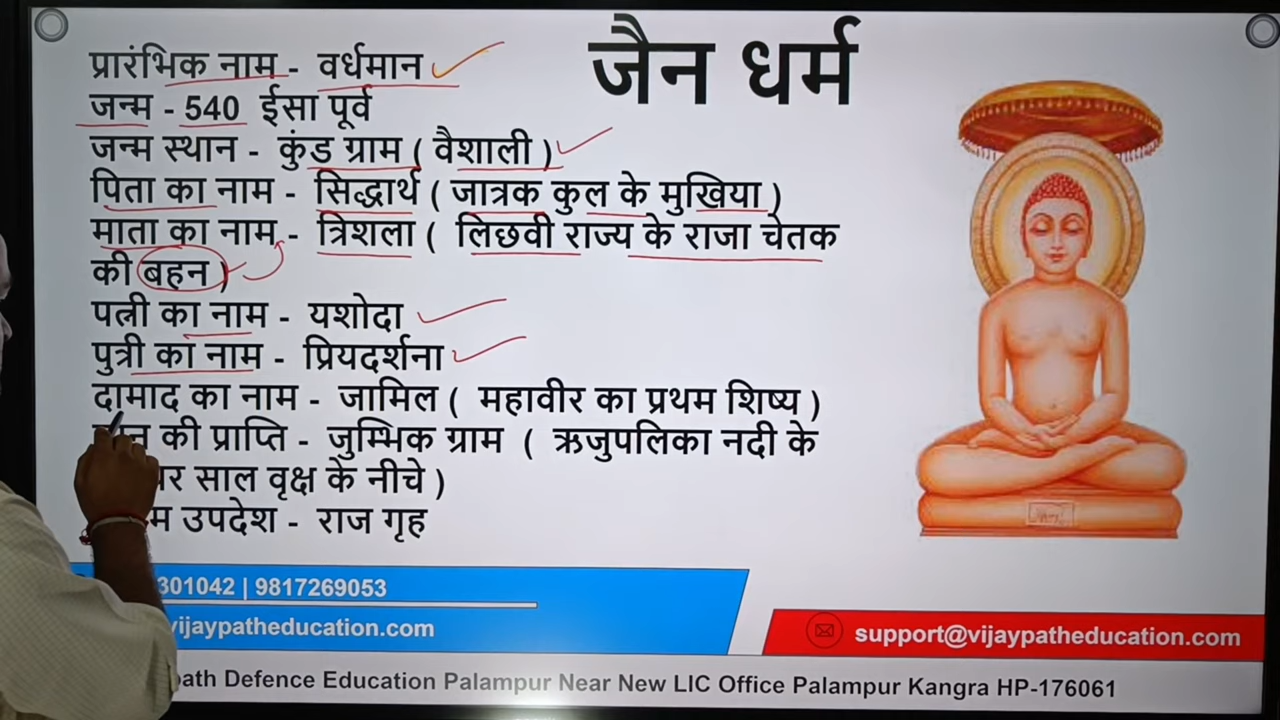 जैन धर्म
प्रारंभिक नाम - वर्धमान
जन्म - 540 ईसा पूर्व
जन्म स्थान - कुंड ग्राम ( वैशाली )
पिता का नाम - सिद्धार्थ ( जात्रक कुल के मुखिया )
माता का नाम - त्रिशला ( लिछवी राज्य के राजा चेतक
की बहन )
पत्नी का नाम - यशोदा
पुत्री का नाम - प्रियदर्शना
दामाद का नाम - जामिल ( महावीर का प्रथम शिष्य )
की प्राप्ति - जुम्भिक ग्राम ( ऋजुपलिका नदी के
साल वृक्ष के नीचे )
उपदेश - राज गृह
301042 | 9817269053
vijaypatheducation.com
support@vijaypatheducation.com
Defence Education Palampur Near New LIC Office Palampur Kangra HP-176061